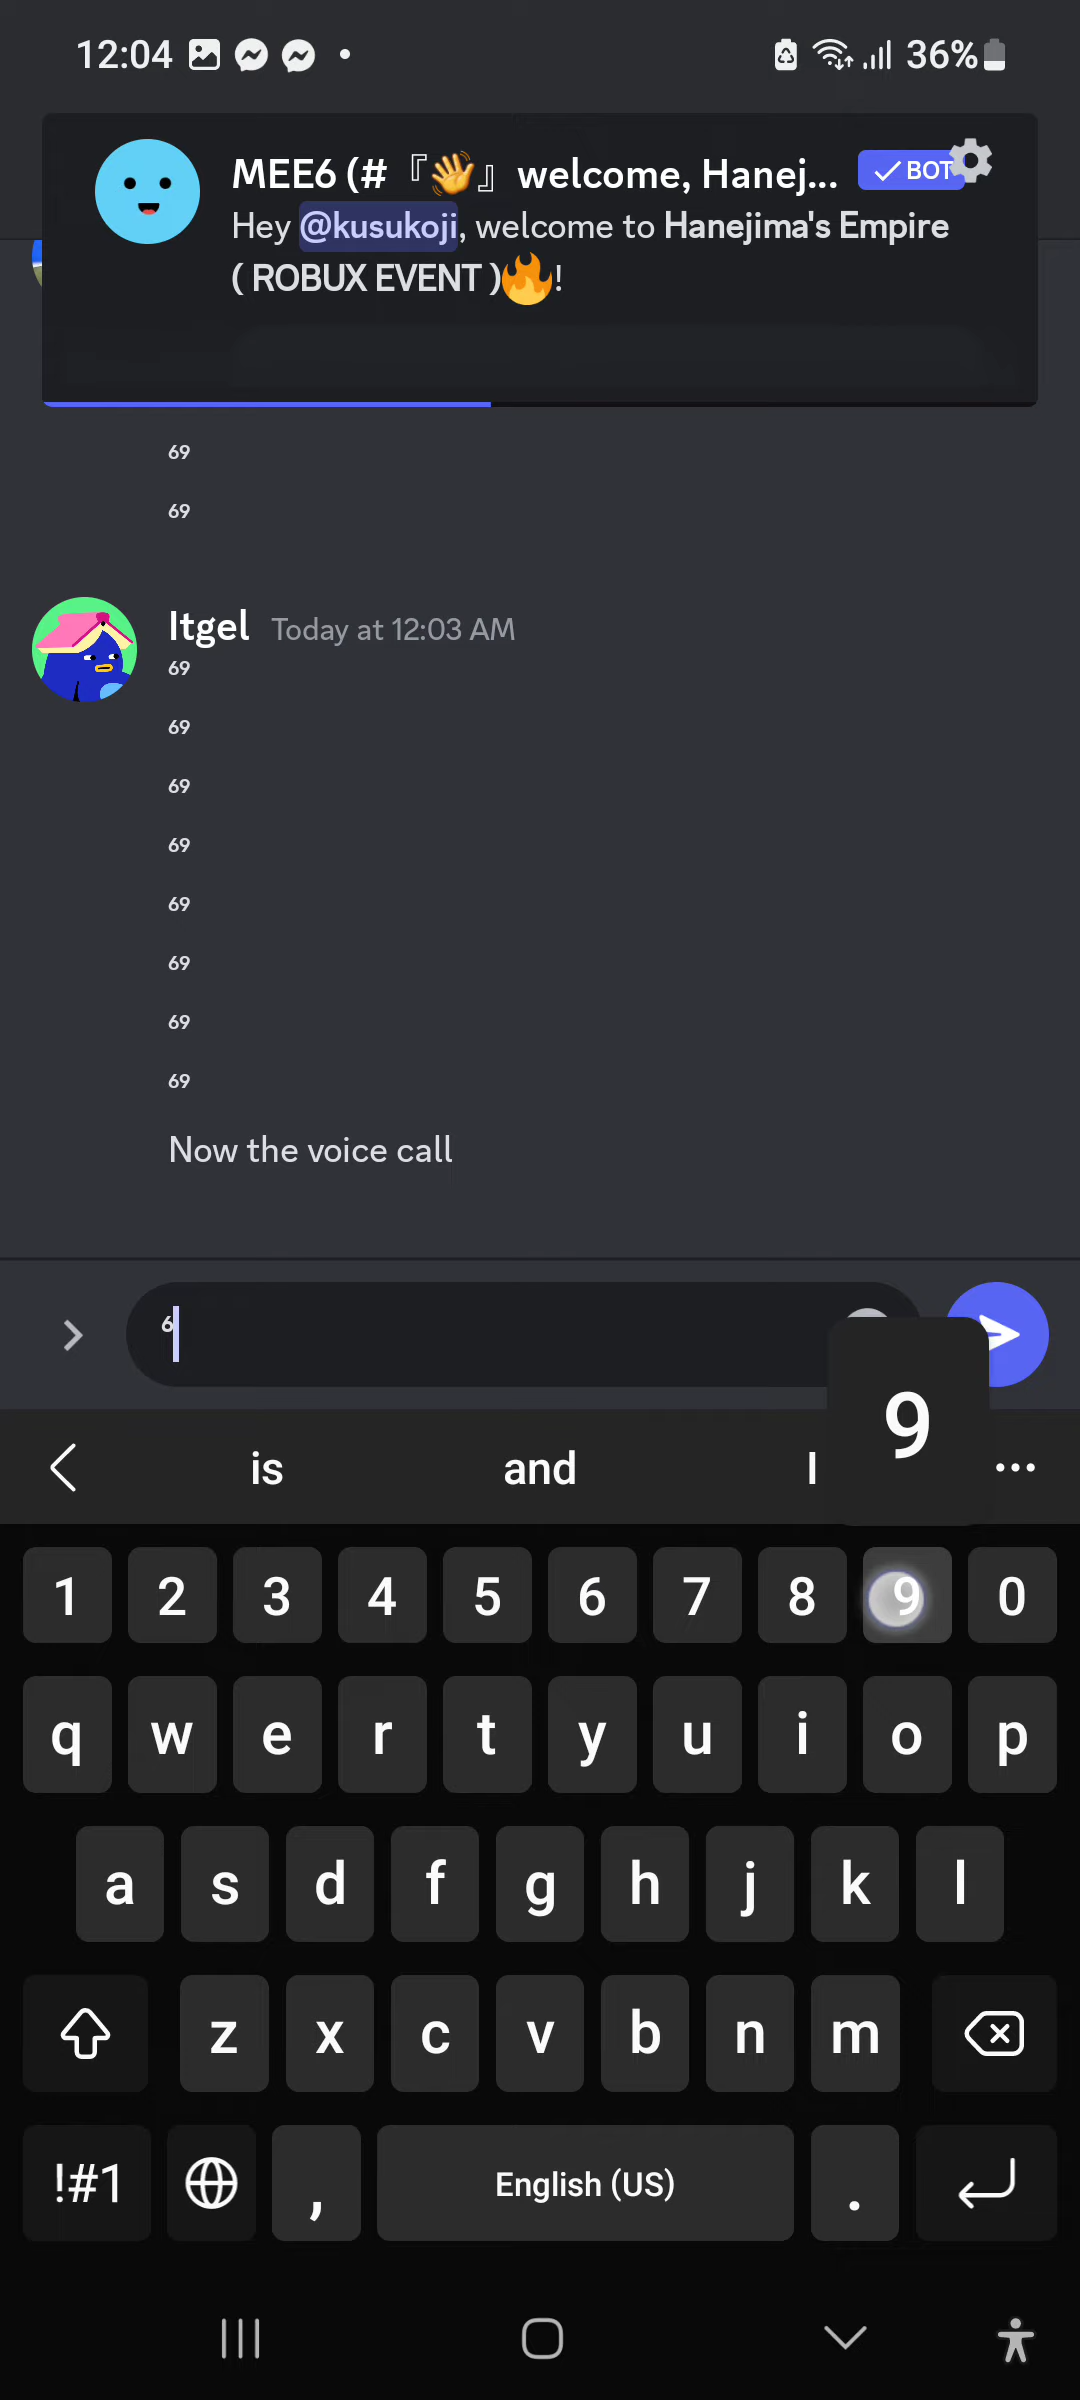 12:04 36%
MEE6 (#『👋』welcome, Hanej... ✓ BOT
Hey @kusukoji, welcome to Hanejima's Empire
( ROBUX EVENT )🔥!
69
69
Itgel Today at 12:03 AM
69
69
69
69
69
69
69
69
Now the voice call
6
9
is and I ...
1 2 3 4 5 6 7 8 9 0
q w e r t y u i o p
a s d f g h j k l
z x c v b n m
!#1 , English (US) .